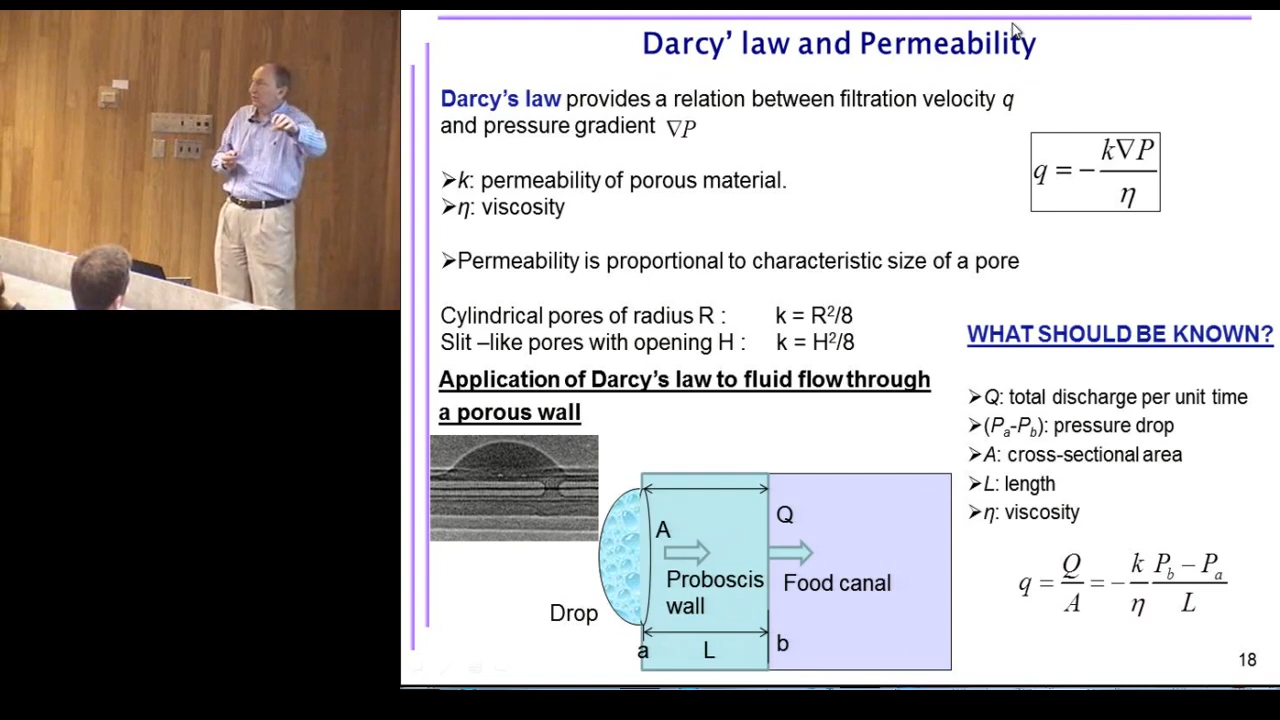 Darcy' law and Permeability
Darcy's law provides a relation between filtration velocity q
and pressure gradient ∇P
q = - k∇P / η
➢k: permeability of porous material.
➢η: viscosity
➢Permeability is proportional to characteristic size of a pore
Cylindrical pores of radius R : k = R²/8
Slit –like pores with opening H : k = H²/8
Application of Darcy's law to fluid flow through
a porous wall
WHAT SHOULD BE KNOWN?
➢Q: total discharge per unit time
➢(Pa-Pb): pressure drop
➢A: cross-sectional area
➢L: length
➢η: viscosity
q = Q/A = - k/η (Pb – Pa)/L
A
Q
Proboscis
wall
Food canal
Drop
a
L
b
18